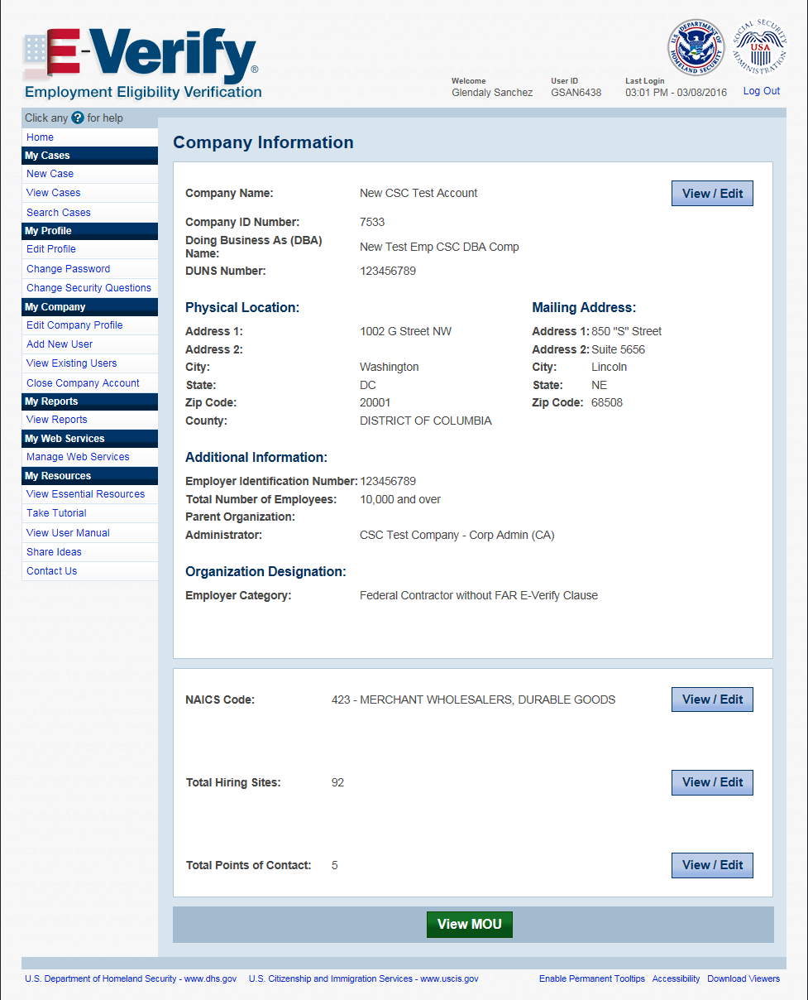 E-Verify®
Employment Eligibility Verification
U.S. DEPARTMENT OF HOMELAND SECURITY
SOCIAL SECURITY ADMINISTRATION
USA
Welcome User ID Last Login
Glendaly Sanchez GSAN6438 03:01 PM - 03/08/2016 Log Out
Click any ? for help
Home
My Cases
New Case
View Cases
Search Cases
My Profile
Edit Profile
Change Password
Change Security Questions
My Company
Edit Company Profile
Add New User
View Existing Users
Close Company Account
My Reports
View Reports
My Web Services
Manage Web Services
My Resources
View Essential Resources
Take Tutorial
View User Manual
Share Ideas
Contact Us
Company Information
Company Name: New CSC Test Account View / Edit
Company ID Number: 7533
Doing Business As (DBA)
Name: New Test Emp CSC DBA Comp
DUNS Number: 123456789
Physical Location: Mailing Address:
Address 1: 1002 G Street NW Address 1: 850 "S" Street
Address 2: Address 2: Suite 5656
City: Washington City: Lincoln
State: DC State: NE
Zip Code: 20001 Zip Code: 68508
County: DISTRICT OF COLUMBIA
Additional Information:
Employer Identification Number: 123456789
Total Number of Employees: 10,000 and over
Parent Organization:
Administrator: CSC Test Company - Corp Admin (CA)
Organization Designation:
Employer Category: Federal Contractor without FAR E-Verify Clause
NAICS Code: 423 - MERCHANT WHOLESALERS, DURABLE GOODS View / Edit
Total Hiring Sites: 92 View / Edit
Total Points of Contact: 5 View / Edit
View MOU
U.S. Department of Homeland Security - www.dhs.gov U.S. Citizenship and Immigration Services - www.uscis.gov Enable Permanent Tooltips Accessibility Download Viewers